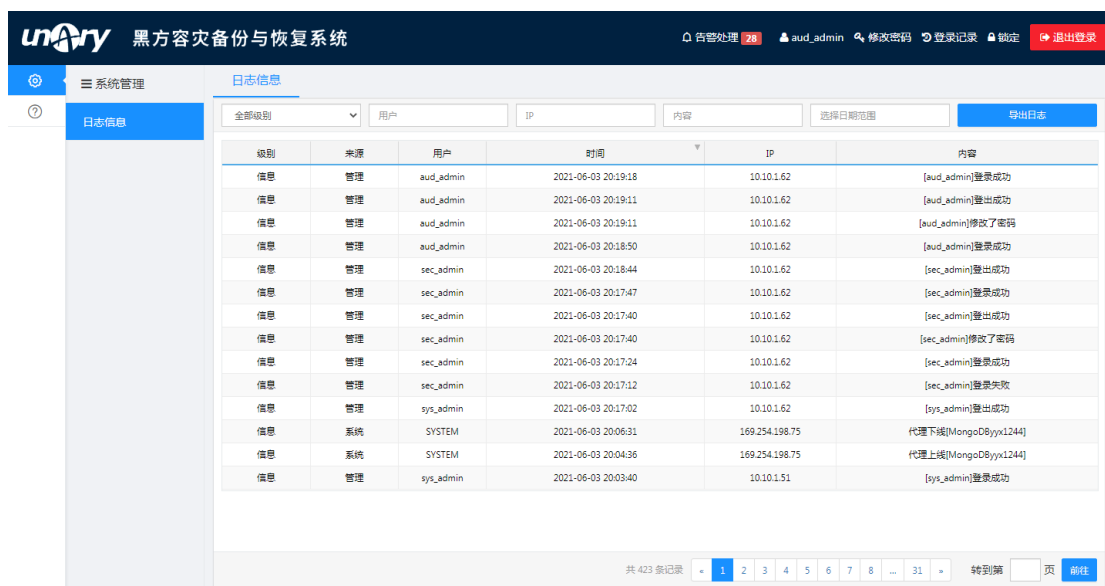 unary 黑方容灾备份与恢复系统 告警处理 28 aud_admin 修改密码 登录记录 锁定 退出登录
系统管理 日志信息
日志信息
全部级别 用户 IP 内容 选择日期范围 导出日志
级别 来源 用户 时间 IP 内容
信息 管理 aud_admin 2021-06-03 20:19:18 10.10.1.62 [aud_admin]登录成功
信息 管理 aud_admin 2021-06-03 20:19:11 10.10.1.62 [aud_admin]登出成功
信息 管理 aud_admin 2021-06-03 20:19:11 10.10.1.62 [aud_admin]修改了密码
信息 管理 aud_admin 2021-06-03 20:18:50 10.10.1.62 [aud_admin]登录成功
信息 管理 sec_admin 2021-06-03 20:18:44 10.10.1.62 [sec_admin]登出成功
信息 管理 sec_admin 2021-06-03 20:17:47 10.10.1.62 [sec_admin]登录成功
信息 管理 sec_admin 2021-06-03 20:17:40 10.10.1.62 [sec_admin]登出成功
信息 管理 sec_admin 2021-06-03 20:17:40 10.10.1.62 [sec_admin]修改了密码
信息 管理 sec_admin 2021-06-03 20:17:24 10.10.1.62 [sec_admin]登录成功
信息 管理 sec_admin 2021-06-03 20:17:12 10.10.1.62 [sec_admin]登录失败
信息 管理 sys_admin 2021-06-03 20:17:02 10.10.1.62 [sys_admin]登出成功
信息 系统 SYSTEM 2021-06-03 20:06:31 169.254.198.75 代理下线[MongoDByyx1244]
信息 系统 SYSTEM 2021-06-03 20:04:36 169.254.198.75 代理上线[MongoDByyx1244]
信息 管理 sys_admin 2021-06-03 20:03:40 10.10.1.51 [sys_admin]登录成功
共 423 条记录 « 1 2 3 4 5 6 7 8 ... 31 » 转到第 页 前往